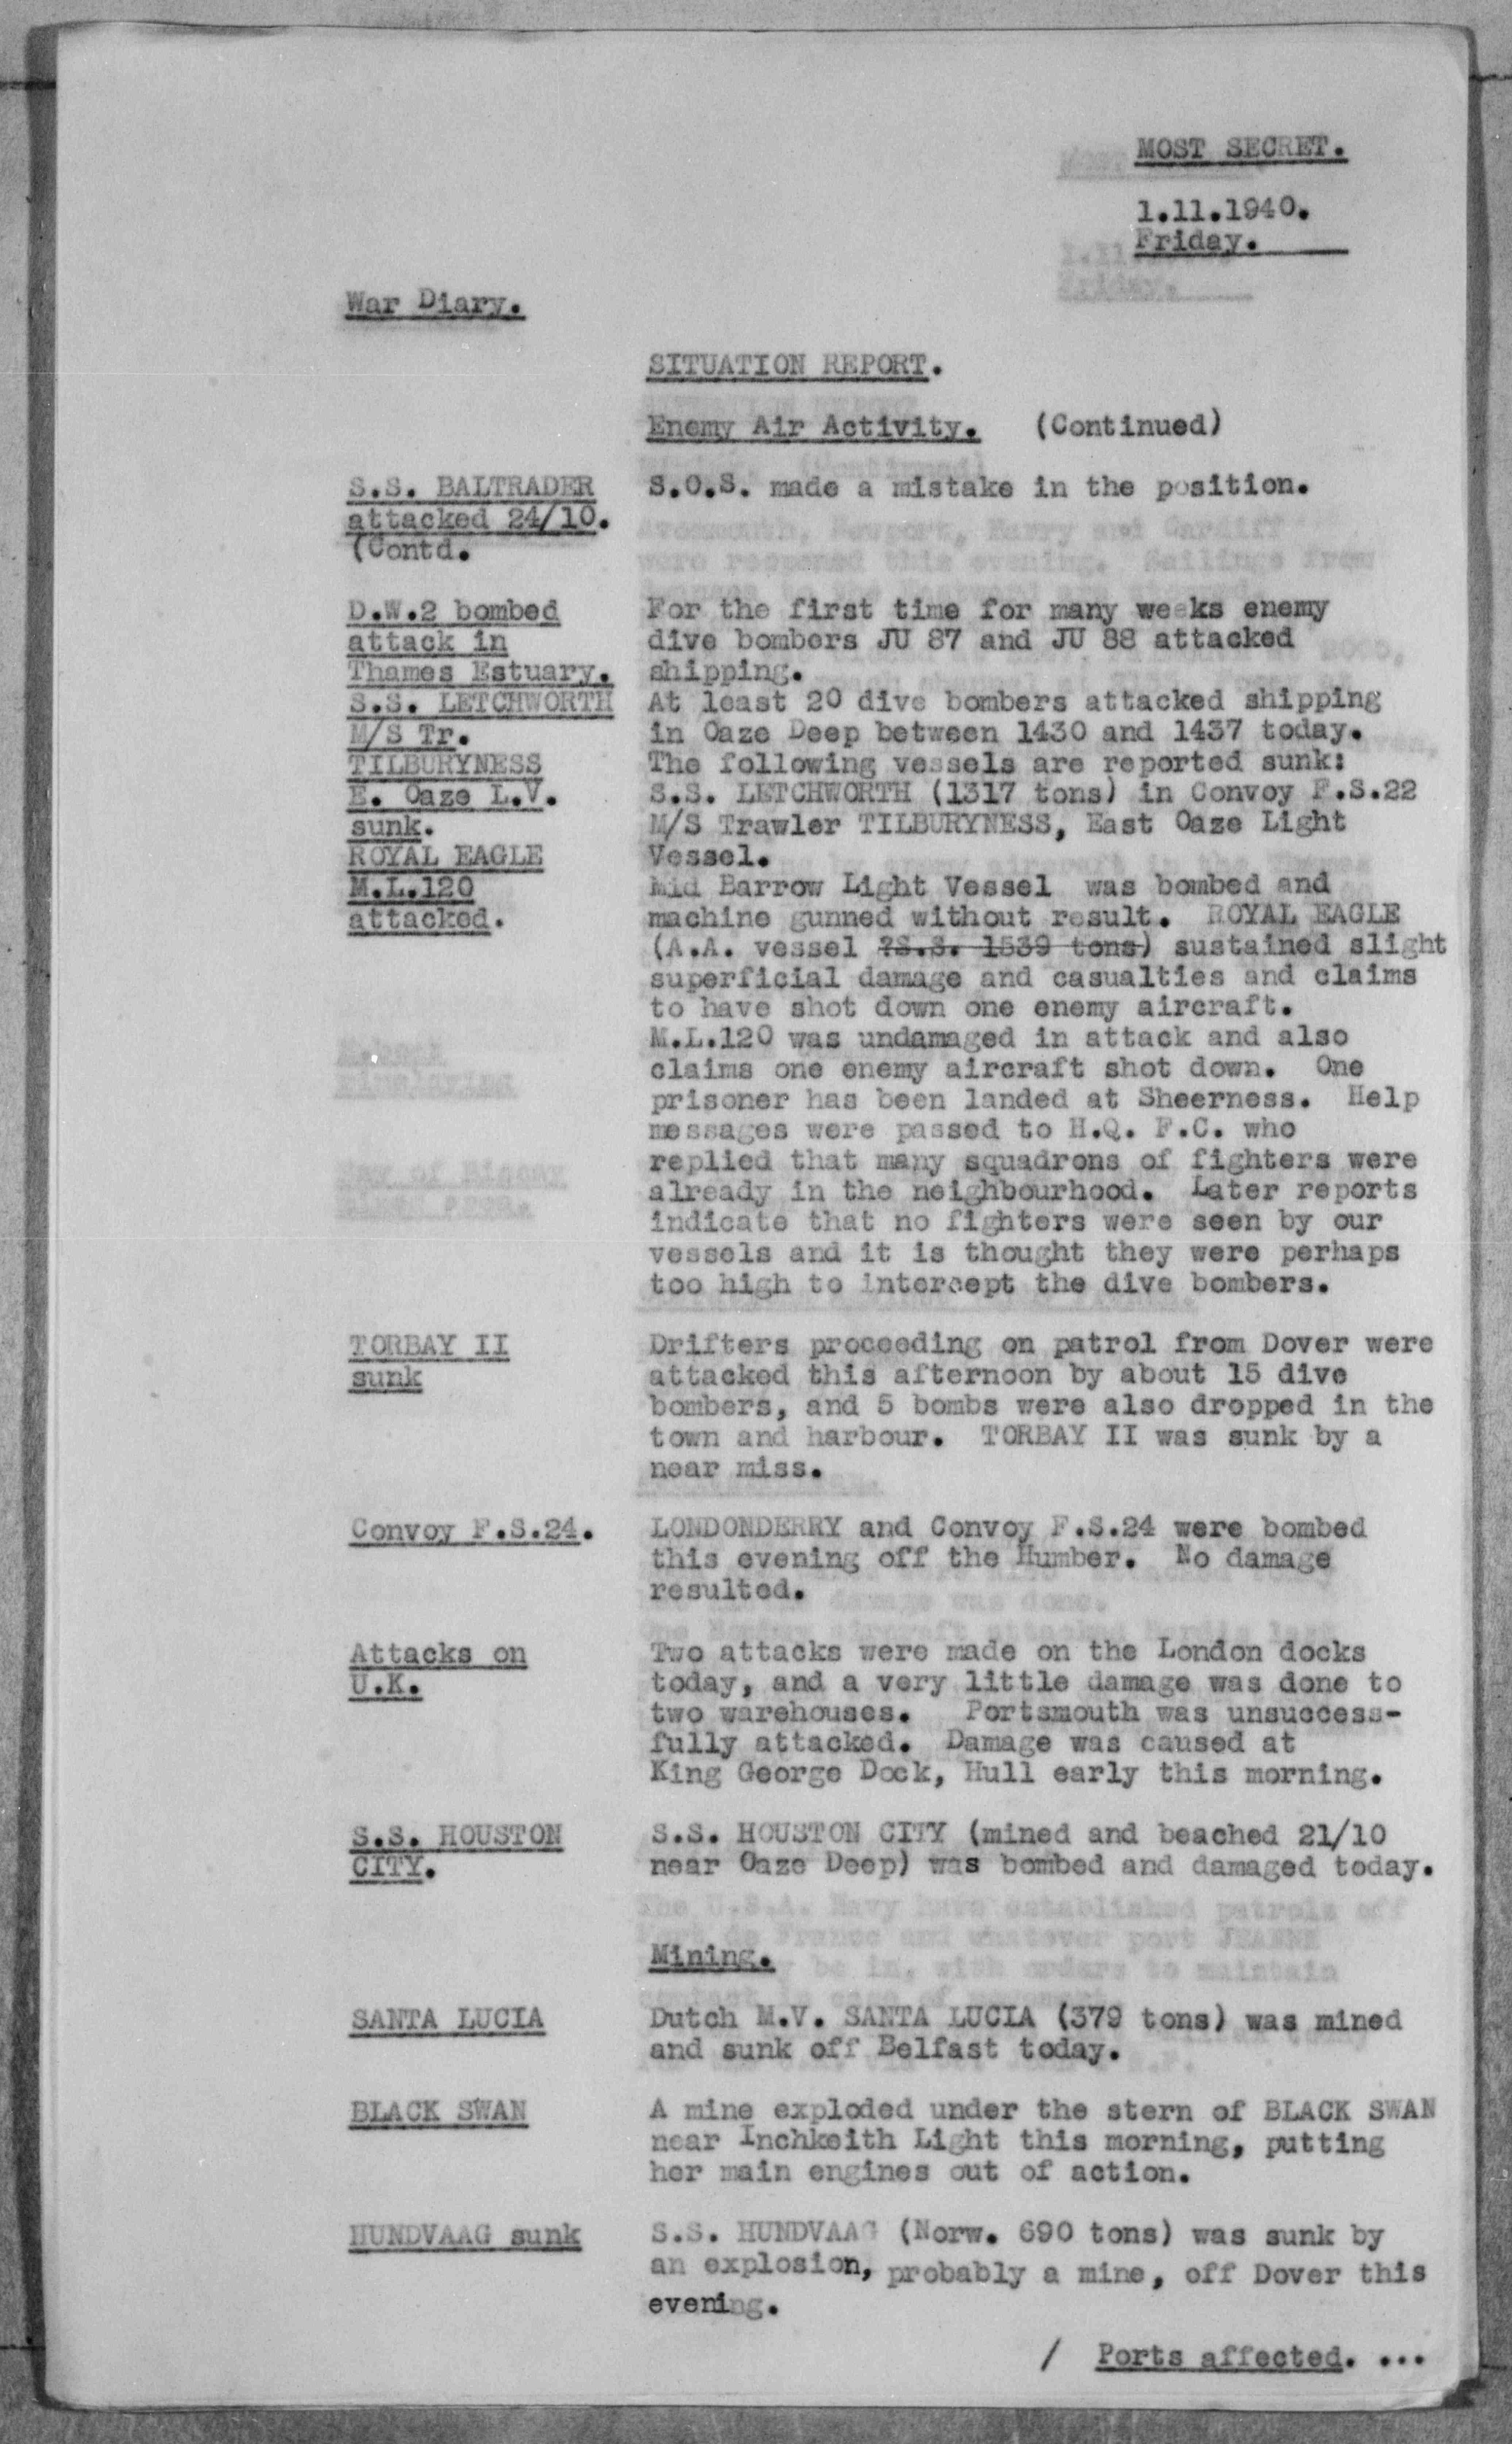 MOST SECRET.
1.11.1940.
Friday.
War Diary.
SITUATION REPORT.
Enemy Air Activity. (Continued)
S.S. BALTRADER
attacked 24/10.
(Contd.
S.O.S. made a mistake in the position.
D.W.2 bombed
attack in
Thames Estuary.
S.S. LETCHWORTH
M/S Tr.
TILBURYNESS
E. Oaze L.V.
sunk.
ROYAL EAGLE
M.L.120
attacked.
For the first time for many weeks enemy
dive bombers JU 87 and JU 88 attacked
shipping.
At least 20 dive bombers attacked shipping
in Oaze Deep between 1430 and 1437 today.
The following vessels are reported sunk:
S.S. LETCHWORTH (1317 tons) in Convoy F.S.22
M/S Trawler TILBURYNESS, East Oaze Light
Vessel.
Mid Barrow Light Vessel was bombed and
machine gunned without result. ROYAL EAGLE
(A.A. vessel ?S.S. 1539 tons) sustained slight
superficial damage and casualties and claims
to have shot down one enemy aircraft.
M.L.120 was undamaged in attack and also
claims one enemy aircraft shot down. One
prisoner has been landed at Sheerness. Help
messages were passed to H.Q. F.C. who
replied that many squadrons of fighters were
already in the neighbourhood. Later reports
indicate that no fighters were seen by our
vessels and it is thought they were perhaps
too high to intercept the dive bombers.
TORBAY II
sunk
Drifters proceeding on patrol from Dover were
attacked this afternoon by about 15 dive
bombers, and 5 bombs were also dropped in the
town and harbour. TORBAY II was sunk by a
near miss.
Convoy F.S.24.
LONDONDERRY and Convoy F.S.24 were bombed
this evening off the Humber. No damage
resulted.
Attacks on
U.K.
Two attacks were made on the London docks
today, and a very little damage was done to
two warehouses. Portsmouth was unsuccess-
fully attacked. Damage was caused at
King George Dock, Hull early this morning.
S.S. HOUSTON
CITY.
S.S. HOUSTON CITY (mined and beached 21/10
near Oaze Deep) was bombed and damaged today.
Mining.
SANTA LUCIA
Dutch M.V. SANTA LUCIA (379 tons) was mined
and sunk off Belfast today.
BLACK SWAN
A mine exploded under the stern of BLACK SWAN
near Inchkeith Light this morning, putting
her main engines out of action.
HUNDVAAG sunk
S.S. HUNDVAAG (Norw. 690 tons) was sunk by
an explosion, probably a mine, off Dover this
evening.
/ Ports affected. ...